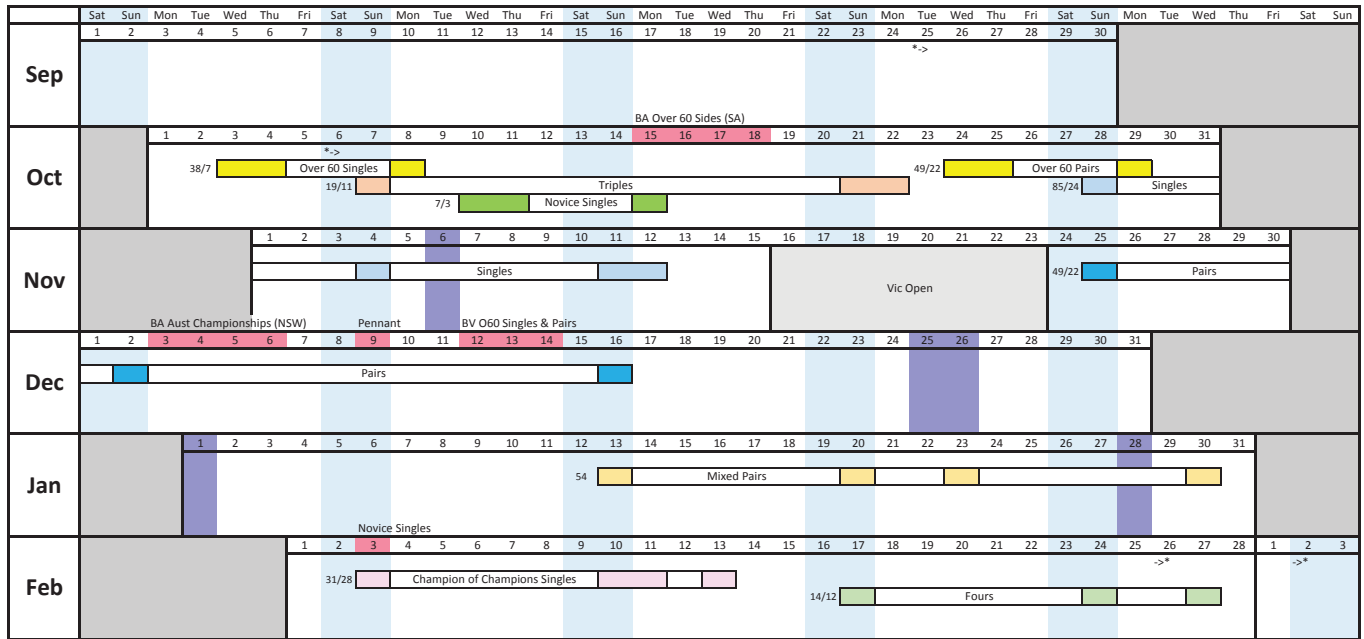 Sat Sun Mon Tue Wed Thu Fri Sat Sun Mon Tue Wed Thu Fri Sat Sun Mon Tue Wed Thu Fri Sat Sun Mon Tue Wed Thu Fri Sat Sun Mon Tue Wed Thu Fri Sat Sun
1 2 3 4 5 6 7 8 9 10 11 12 13 14 15 16 17 18 19 20 21 22 23 24 25 26 27 28 29 30
*->
Sep
BA Over 60 Sides (SA)
1 2 3 4 5 6 7 8 9 10 11 12 13 14 15 16 17 18 19 20 21 22 23 24 25 26 27 28 29 30 31
*->
38/7 Over 60 Singles 49/22 Over 60 Pairs
Oct
19/11 Triples 85/24 Singles
7/3 Novice Singles
1 2 3 4 5 6 7 8 9 10 11 12 13 14 15 16 17 18 19 20 21 22 23 24 25 26 27 28 29 30
Nov
Singles 49/22 Pairs
Vic Open
BA Aust Championships (NSW) Pennant BV O60 Singles & Pairs
1 2 3 4 5 6 7 8 9 10 11 12 13 14 15 16 17 18 19 20 21 22 23 24 25 26 27 28 29 30 31
Pairs
Dec
1 2 3 4 5 6 7 8 9 10 11 12 13 14 15 16 17 18 19 20 21 22 23 24 25 26 27 28 29 30 31
54 Mixed Pairs
Jan
Novice Singles
1 2 3 4 5 6 7 8 9 10 11 12 13 14 15 16 17 18 19 20 21 22 23 24 25 26 27 28 1 2 3
->* ->*
31/28 Champion of Champions Singles
Feb
14/12 Fours